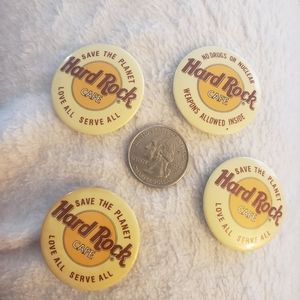 SAVE THE PLANET
Hard Rock
CAFE
LOVE ALL SERVE ALL
NO DRUGS OR NUCLEAR
Hard Rock
CAFE
WEAPONS ALLOWED INSIDE
SAVE THE PLANET
Hard Rock
CAFE
LOVE ALL SERVE ALL
SAVE THE PLANET
Hard Rock
CAFE
LOVE ALL SERVE ALL